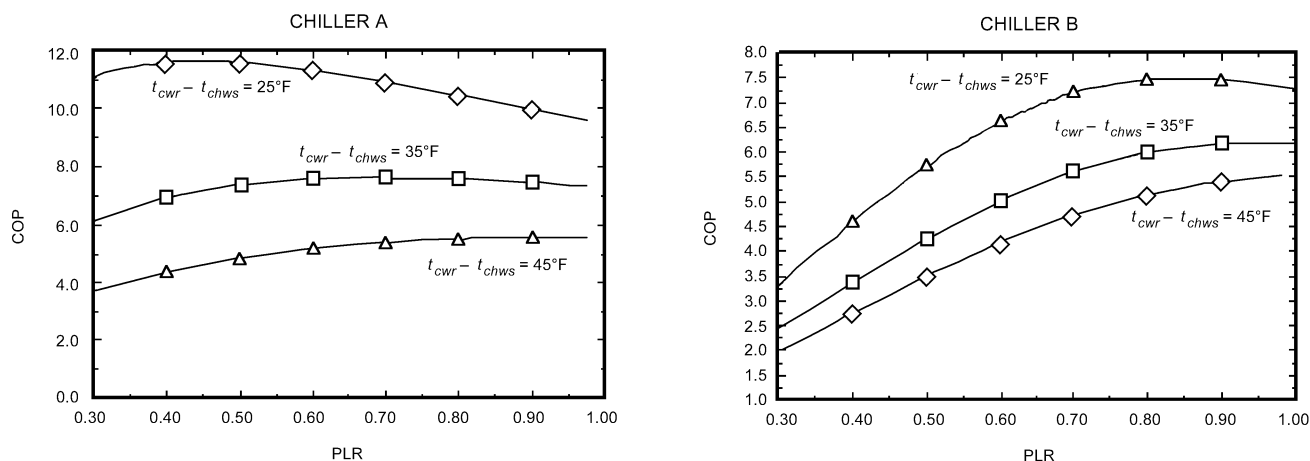 CHILLER A
12.0
10.0
8.0
6.0
4.0
2.0
0.0
COP
t_cwr – t_chws = 25°F
t_cwr – t_chws = 35°F
t_cwr – t_chws = 45°F
0.30 0.40 0.50 0.60 0.70 0.80 0.90 1.00
PLR
CHILLER B
8.0
7.5
7.0
6.5
6.0
5.5
5.0
4.5
4.0
3.5
3.0
2.5
2.0
1.5
1.0
COP
t_cwr – t_chws = 25°F
t_cwr – t_chws = 35°F
t_cwr – t_chws = 45°F
0.30 0.40 0.50 0.60 0.70 0.80 0.90 1.00
PLR